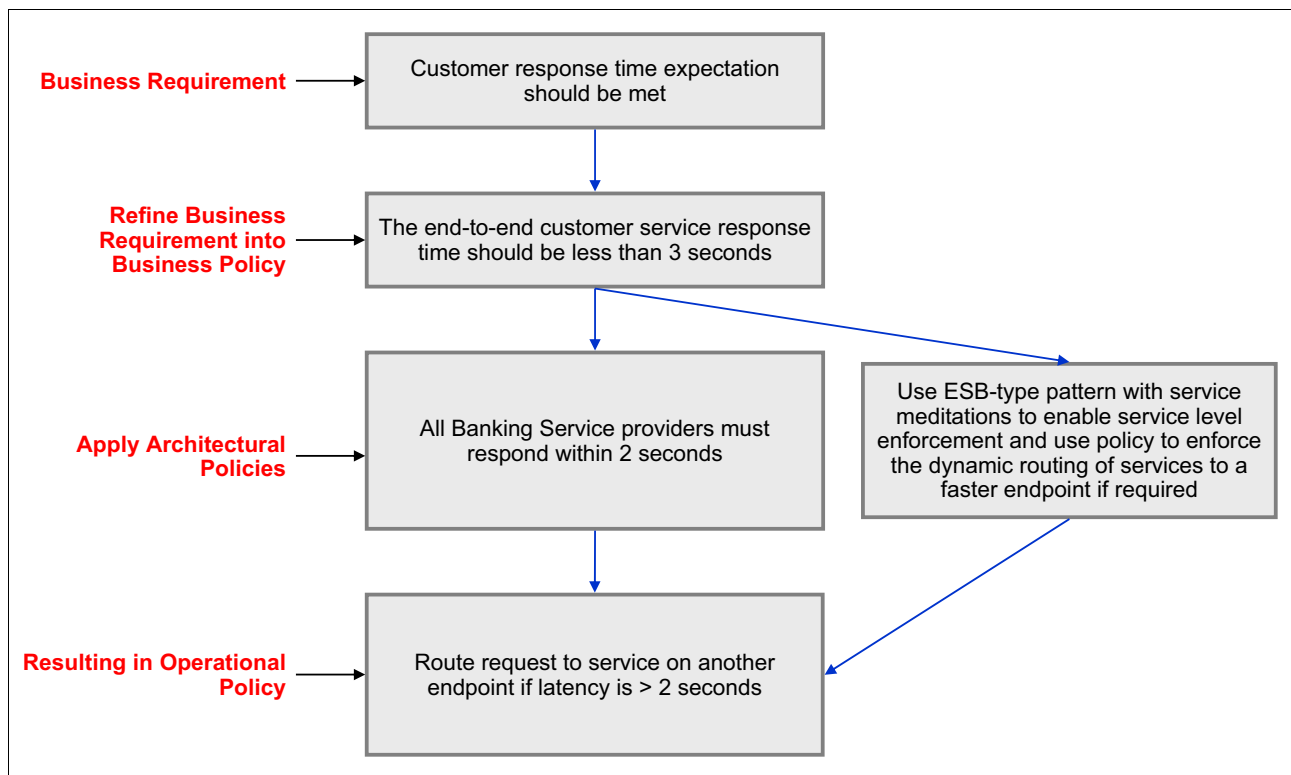 Business Requirement
Customer response time expectation
should be met
Refine Business
Requirement into
Business Policy
The end-to-end customer service response
time should be less than 3 seconds
Apply Architectural
Policies
All Banking Service providers must
respond within 2 seconds
Use ESB-type pattern with service
meditations to enable service level
enforcement and use policy to enforce
the dynamic routing of services to a
faster endpoint if required
Resulting in Operational
Policy
Route request to service on another
endpoint if latency is > 2 seconds